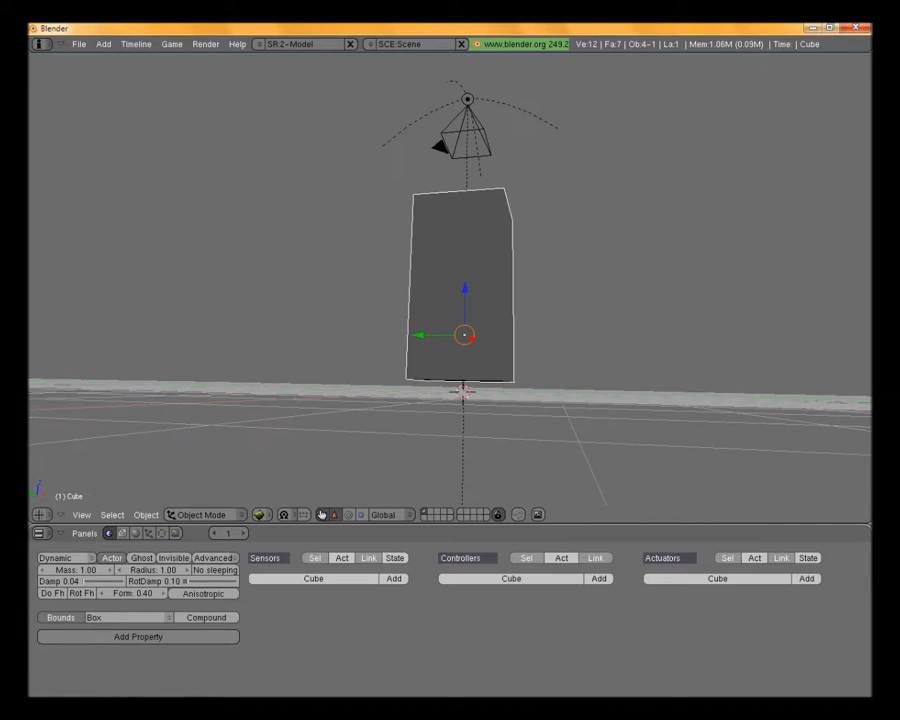 Blender
File Add Timeline Game Render Help SR:2-Model SCE:Scene www.blender.org 249.2 Ve:12 | Fa:7 | Ob:4-1 | La:1 | Mem:1.06M (0.09M) | Time: | Cube
(1) Cube
View Select Object Object Mode Global
Panels 1
Dynamic Actor Ghost Invisible Advanced Sensors Sel Act Link State Controllers Sel Act Link Actuators Sel Act Link State
Mass: 1.00 Radius: 1.00 No sleeping Cube Add Cube Add Cube Add
Damp 0.04 RotDamp 0.10
Do Fh Rot Fh Form: 0.40 Anisotropic
Bounds Box Compound
Add Property